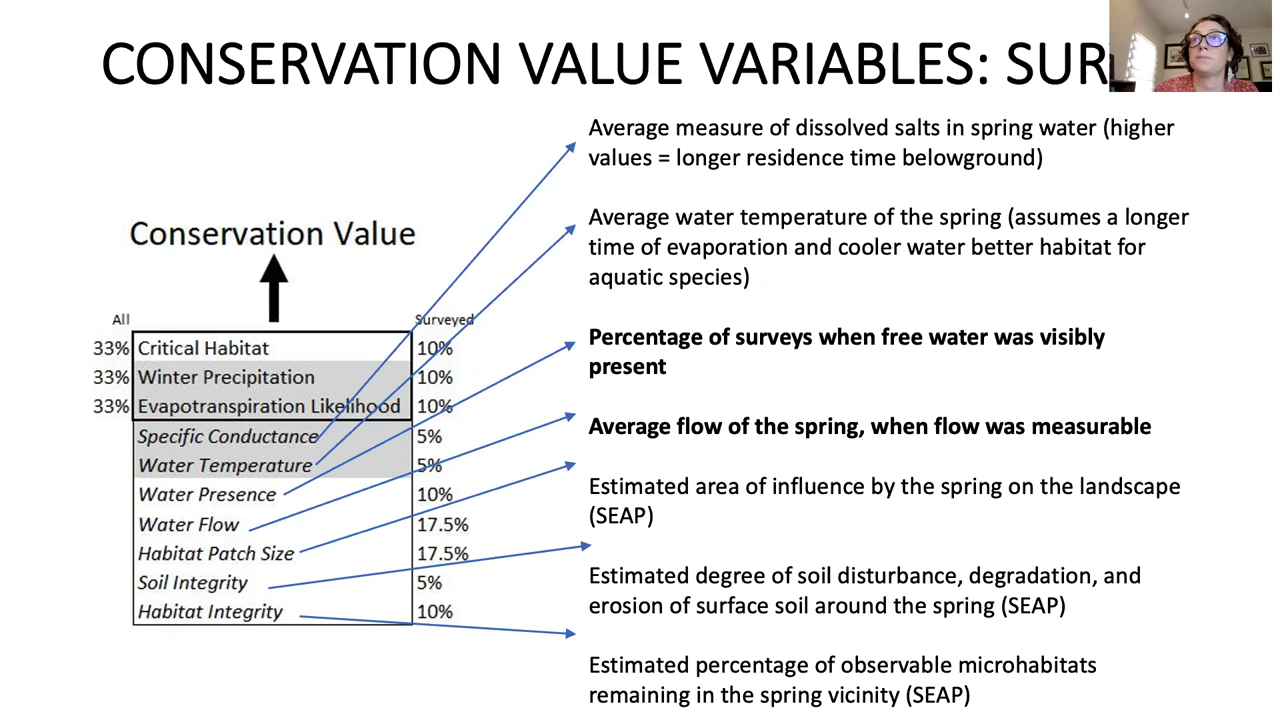 CONSERVATION VALUE VARIABLES: SUR
Average measure of dissolved salts in spring water (higher
values = longer residence time belowground)
Average water temperature of the spring (assumes a longer
time of evaporation and cooler water better habitat for
aquatic species)
Percentage of surveys when free water was visibly
present
Average flow of the spring, when flow was measurable
Estimated area of influence by the spring on the landscape
(SEAP)
Estimated degree of soil disturbance, degradation, and
erosion of surface soil around the spring (SEAP)
Estimated percentage of observable microhabitats
remaining in the spring vicinity (SEAP)
Conservation Value
All Surveyed
33% Critical Habitat 10%
33% Winter Precipitation 10%
33% Evapotranspiration Likelihood 10%
Specific Conductance 5%
Water Temperature 5%
Water Presence 10%
Water Flow 17.5%
Habitat Patch Size 17.5%
Soil Integrity 5%
Habitat Integrity 10%